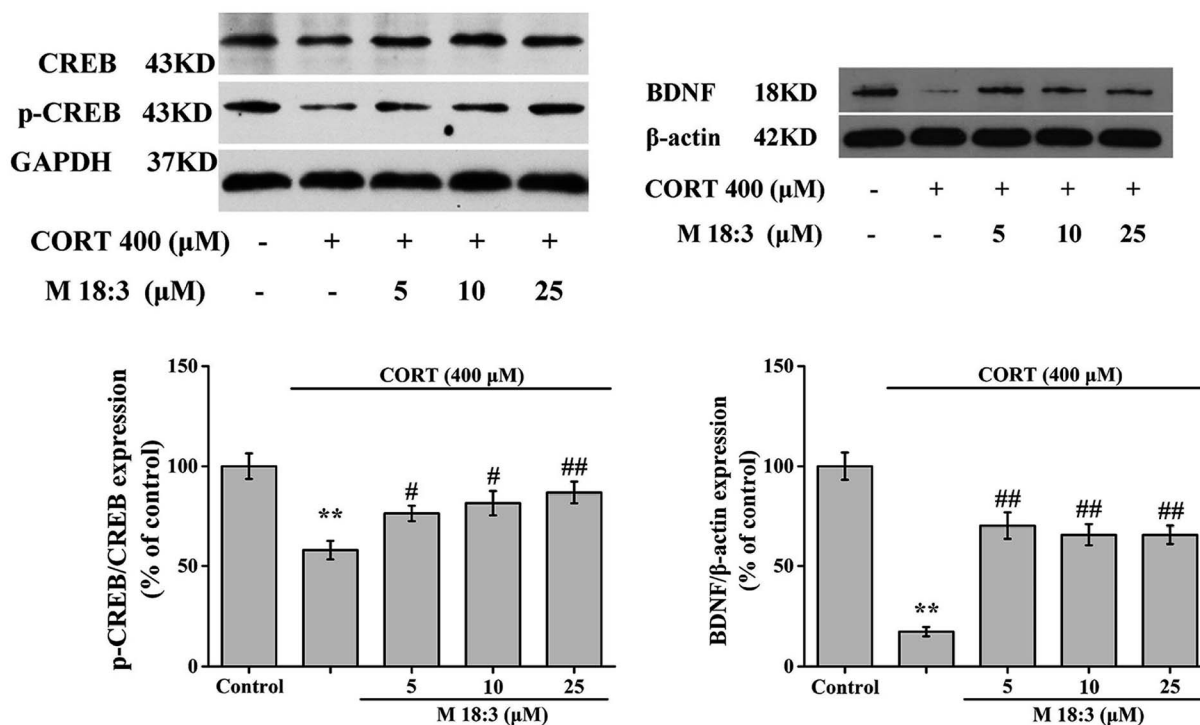 CREB 43KD
p-CREB 43KD
GAPDH 37KD
CORT 400 (μM) - + + + +
M 18:3 (μM) - - 5 10 25
BDNF 18KD
β-actin 42KD
CORT 400 (μM) - + + + +
M 18:3 (μM) - - 5 10 25
p-CREB/CREB expression
(% of control)
150
100
50
0
CORT (400 μM)
**
#
#
##
Control 5 10 25
M 18:3 (μM)
BDNF/β-actin expression
(% of control)
150
100
50
0
CORT (400 μM)
**
##
##
##
Control 5 10 25
M 18:3 (μM)